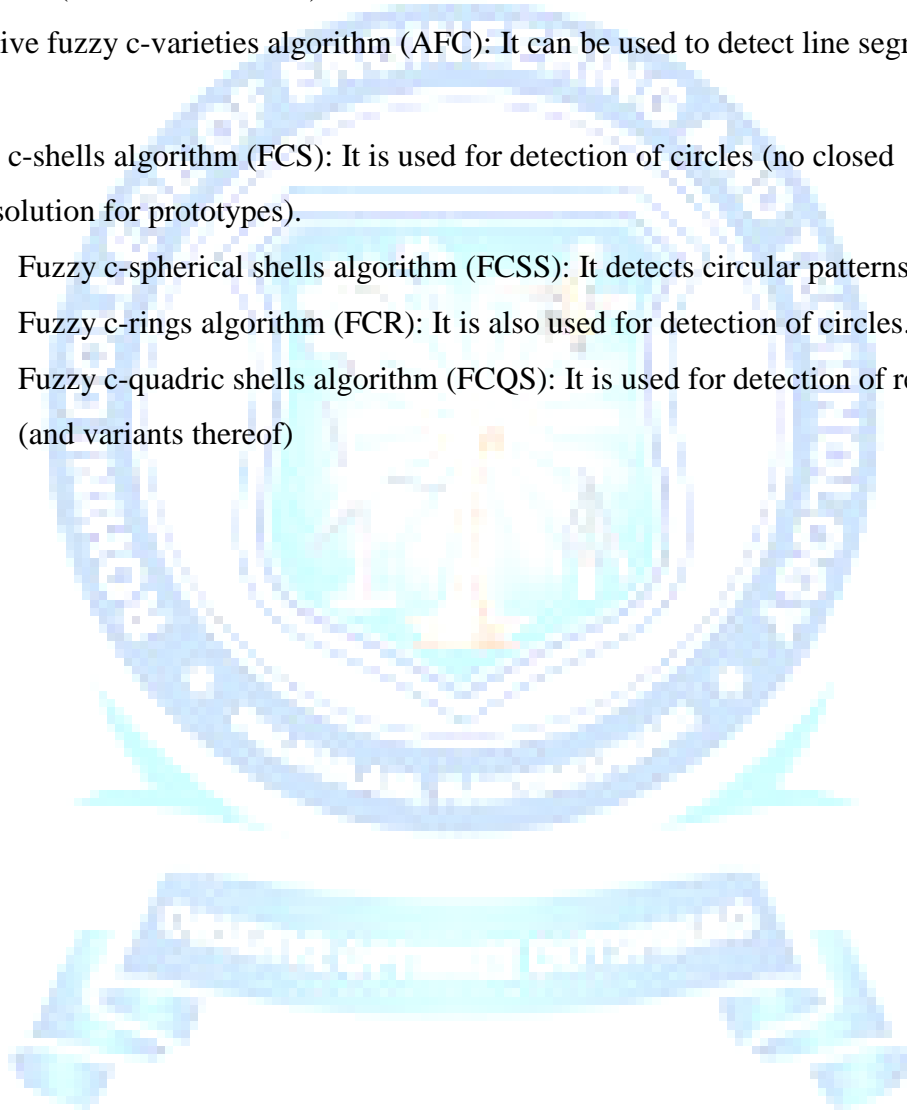 ive fuzzy c-varieties algorithm (AFC): It can be used to detect line segm
c-shells algorithm (FCS): It is used for detection of circles (no closed
solution for prototypes).
Fuzzy c-spherical shells algorithm (FCSS): It detects circular patterns
Fuzzy c-rings algorithm (FCR): It is also used for detection of circles.
Fuzzy c-quadric shells algorithm (FCQS): It is used for detection of re
(and variants thereof)